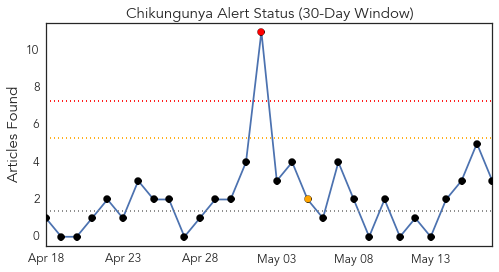 Chikungunya Alert Status (30-Day Window)
Articles Found
10
8
6
4
2
0
Apr 18
Apr 23
Apr 28
May 03
May 08
May 13